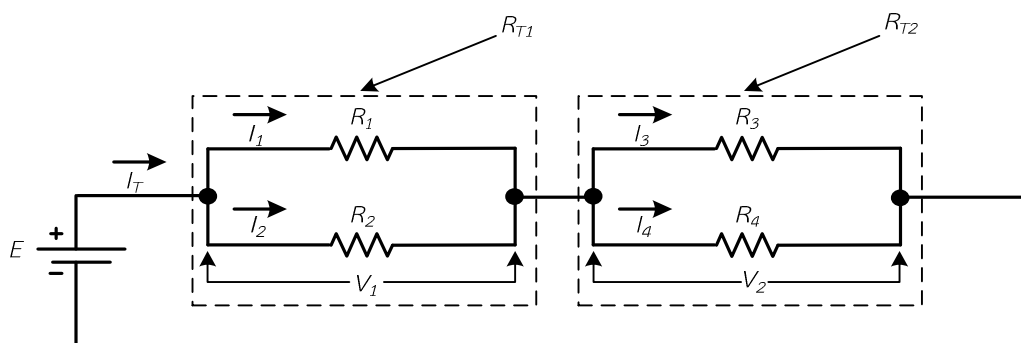 R_T1
R_T2
I_1
R_1
I_3
R_3
I_T
I_2
R_2
I_4
R_4
E
+
−
V_1
V_2